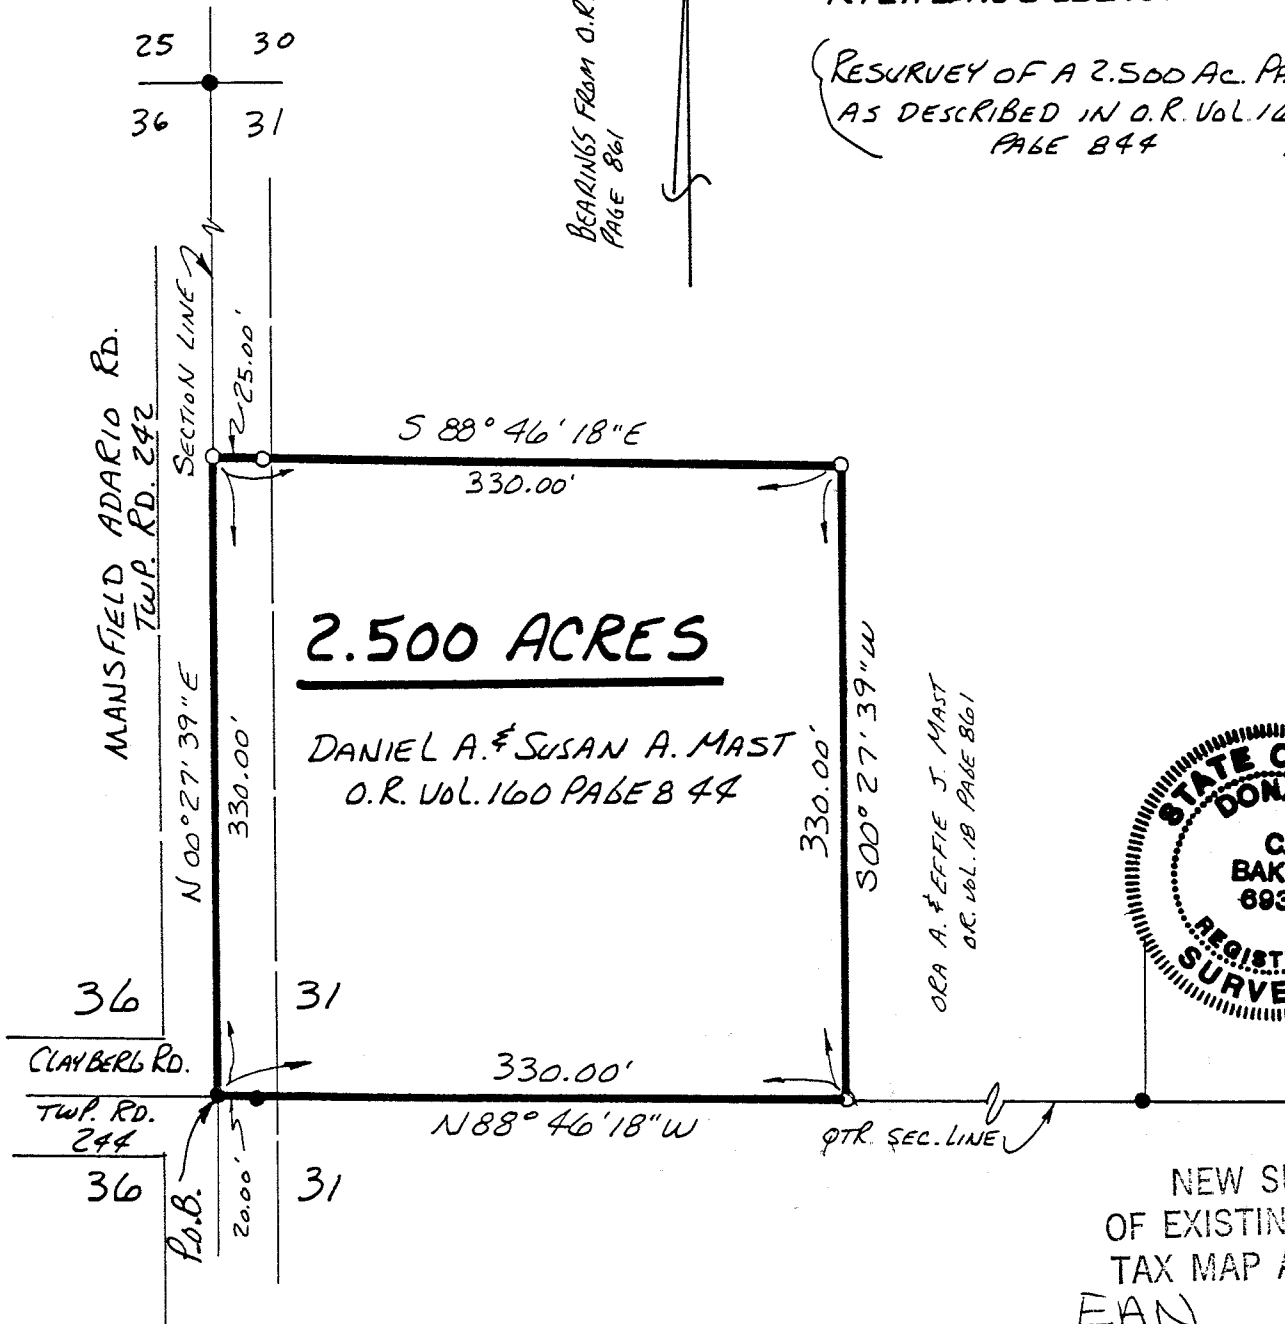 25 30
36 31
BEARINGS FROM O.R.
PAGE 861
(RESURVEY OF A 2.500 AC.
AS DESCRIBED IN O.R. VOL.
PAGE 844
MANSFIELD ADARIO RD.
TWP. RD. 242
SECTION LINE
25.00'
S 88° 46' 18" E
330.00'
2.500 ACRES
DANIEL A. & SUSAN A. MAST
O.R. VOL. 160 PAGE 844
N 00° 27' 39" E
330.00'
330.00'
S 00° 27' 39" W
ORA A. & EFFIE J. MAST
O.R. VOL. 18 PAGE 861
STATE
36 31
CLAYBERG RD.
TWP. RD.
244
330.00'
N 88° 46' 18" W
QTR. SEC. LINE
36 31
P.O.B.
20.00'
NEW
OF
TAX MAP
EAN